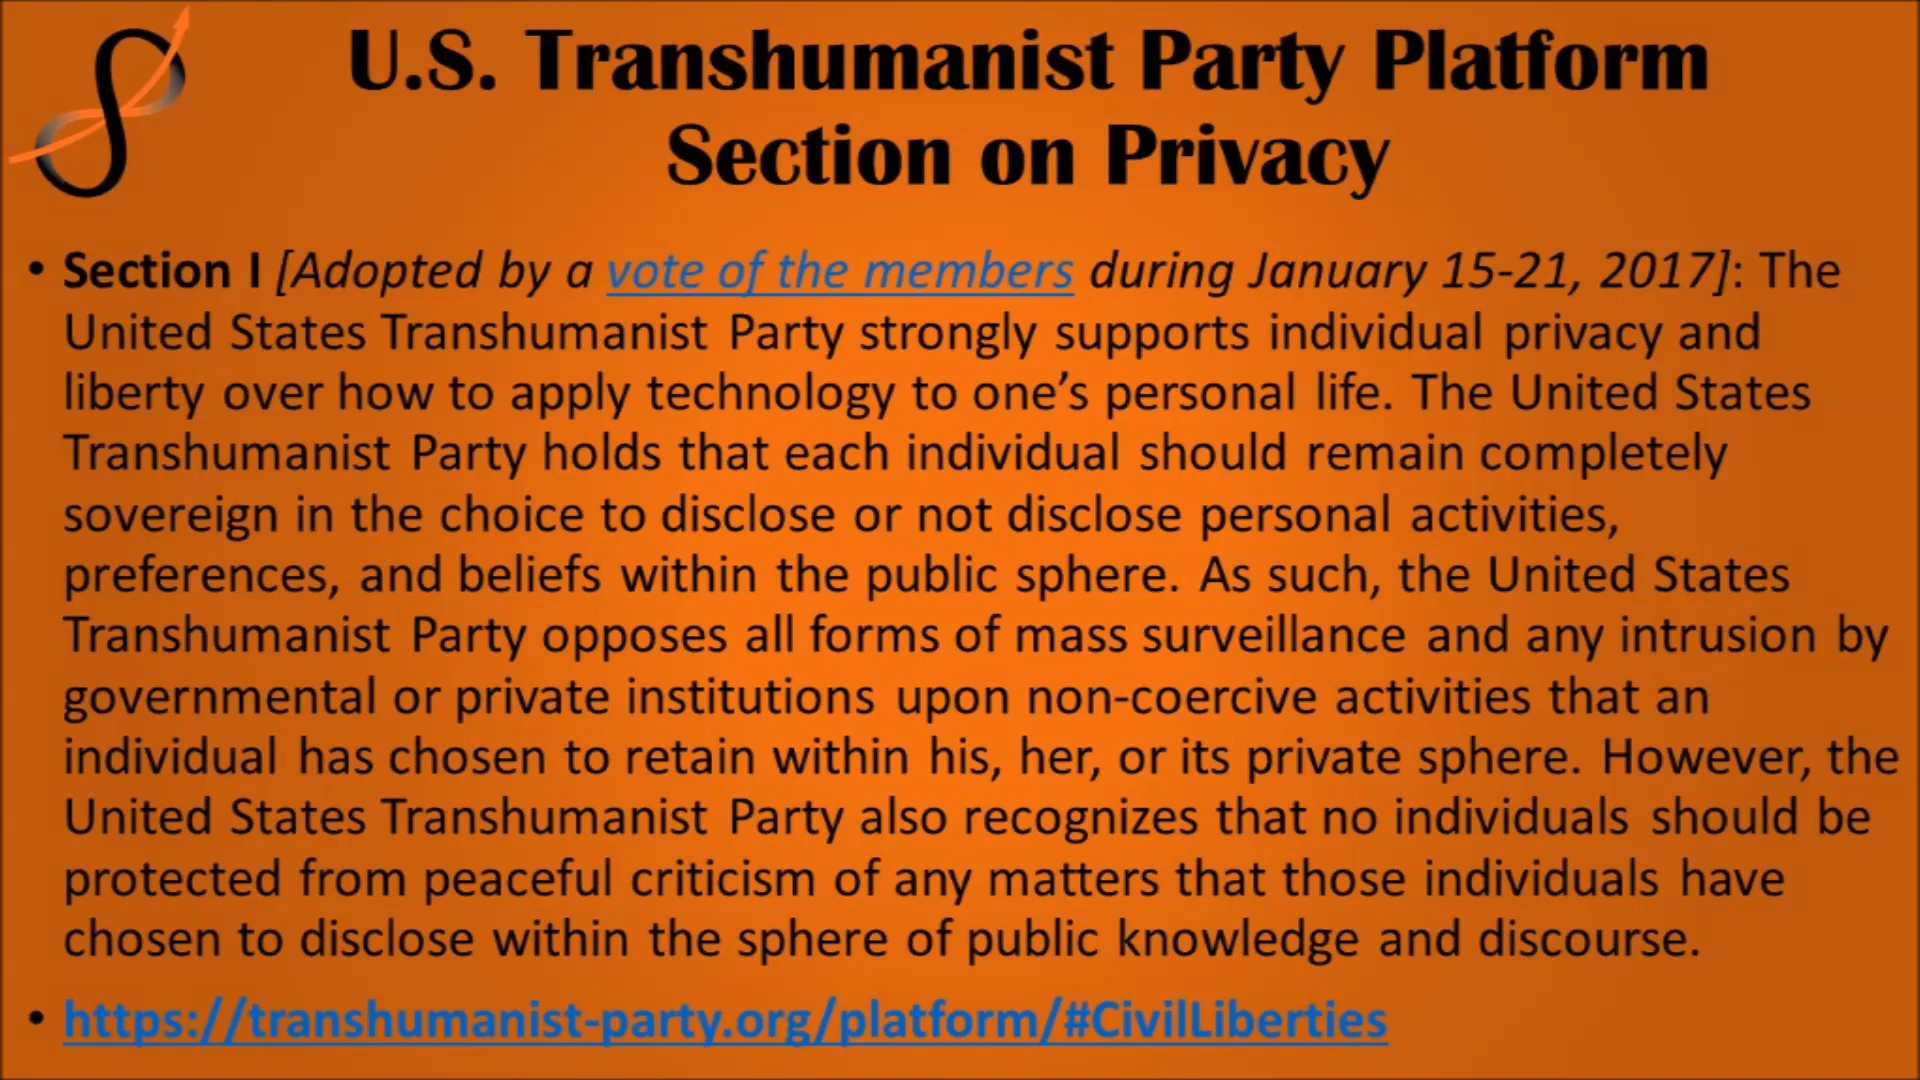 U.S. Transhumanist Party Platform
Section on Privacy
• Section I [Adopted by a vote of the members during January 15-21, 2017]: The
United States Transhumanist Party strongly supports individual privacy and
liberty over how to apply technology to one’s personal life. The United States
Transhumanist Party holds that each individual should remain completely
sovereign in the choice to disclose or not disclose personal activities,
preferences, and beliefs within the public sphere. As such, the United States
Transhumanist Party opposes all forms of mass surveillance and any intrusion by
governmental or private institutions upon non-coercive activities that an
individual has chosen to retain within his, her, or its private sphere. However, the
United States Transhumanist Party also recognizes that no individuals should be
protected from peaceful criticism of any matters that those individuals have
chosen to disclose within the sphere of public knowledge and discourse.
• https://transhumanist-party.org/platform/#CivilLiberties